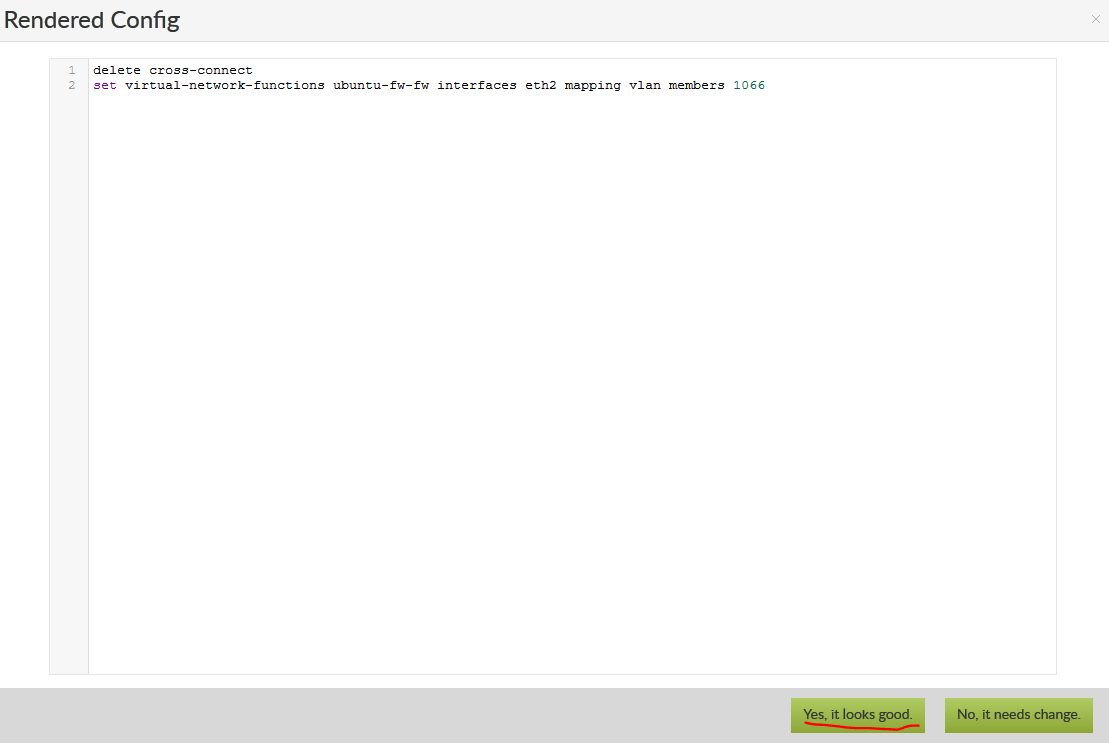 Rendered Config
×
1 delete cross-connect
2 set virtual-network-functions ubuntu-fw-fw interfaces eth2 mapping vlan members 1066
Yes, it looks good. No, it needs change.